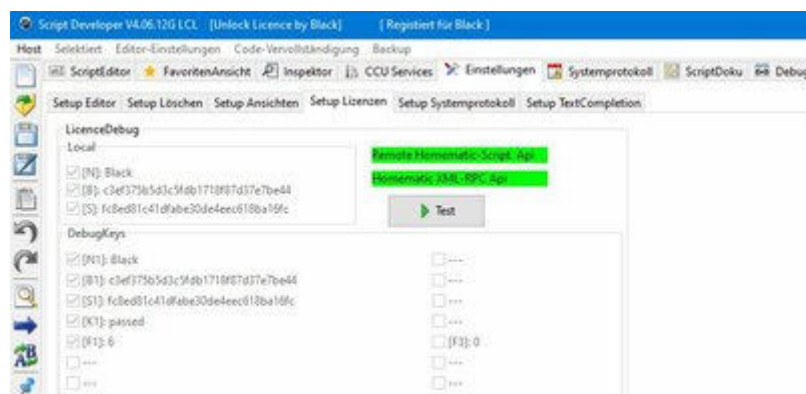 Script Developer V4.06.12G LCL [Unlock Licence by Black] [ Registiert für Black ]
Host Selektiert Editor-Einstellungen Code-Vervollständigung Backup
ScriptEditor FavoritenAnsicht Inspektor CCU Services Einstellungen Systemprotokoll ScriptDoku Debug
Setup Editor Setup Löschen Setup Ansichten Setup Lizenzen Setup Systemprotokoll Setup TextCompletion
LicenceDebug
Local
Remote Homematic-Script Api
[N]: Black
Homematic XML-RPC Api
[B]: c3ef375b5d3c5fdb1718f87d37e7be44
[S]: fc8ed81c41dfabe30de4eec618ba16fc
Test
DebugKeys
[N1]: Black
---
[B1]: c3ef375b5d3c5fdb1718f87d37e7be44
---
[S1]: fc8ed81c41dfabe30de4eec618ba16fc
---
[K1]: passed
---
[F1]: 6
[F3]: 0
---
---
---
---